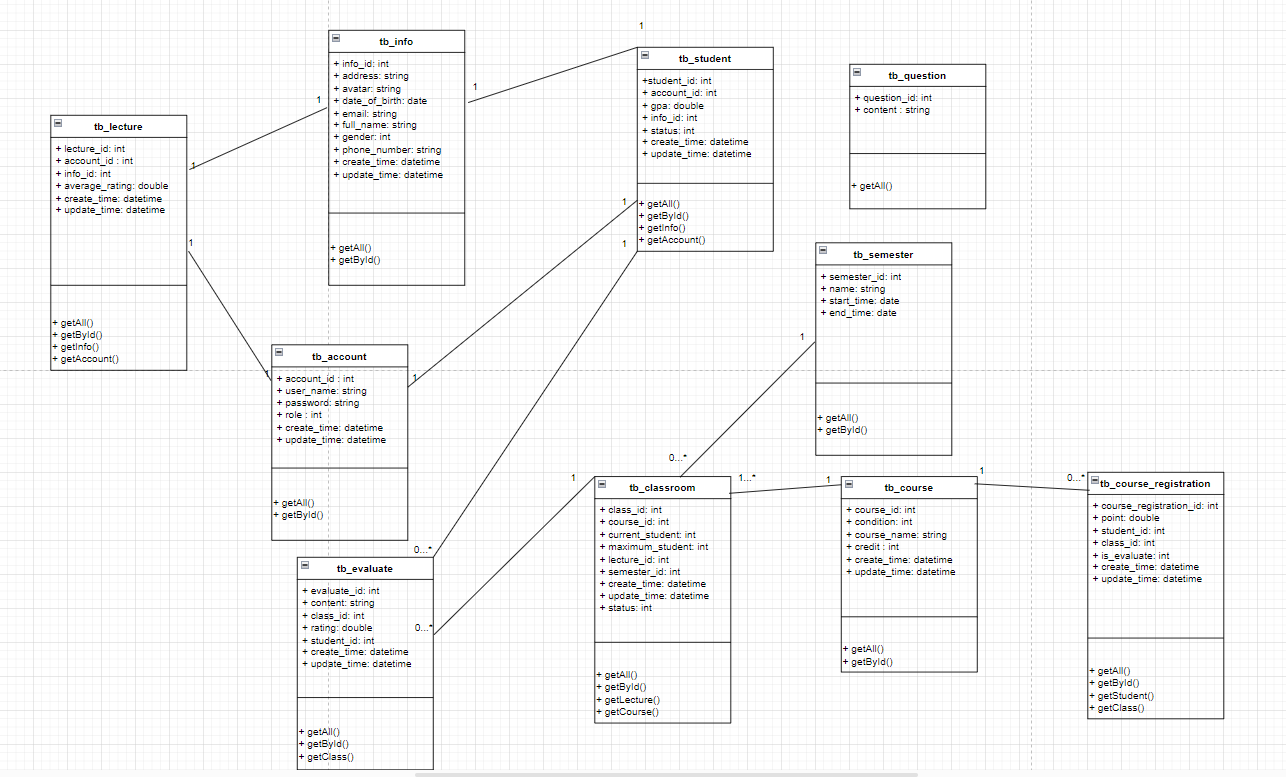 tb_info
+ info_id: int
+ address: string
+ avatar: string
+ date_of_birth: date
+ email: string
+ full_name: string
+ gender: int
+ phone_number: string
+ create_time: datetime
+ update_time: datetime
+ getAll()
+ getById()
1
tb_student
+student_id: int
+ account_id: int
+ gpa: double
+ info_id: int
+ status: int
+ create_time: datetime
+ update_time: datetime
+ getAll()
+ getById()
+ getInfo()
+ getAccount()
1
1
1
tb_question
+ question_id: int
+ content : string
+ getAll()
tb_lecture
+ lecture_id: int
+ account_id : int
+ info_id: int
+ average_rating: double
+ create_time: datetime
+ update_time: datetime
+ getAll()
+ getById()
+ getInfo()
+ getAccount()
1
1
1
tb_semester
+ semester_id: int
+ name: string
+ start_time: date
+ end_time: date
+ getAll()
+ getById()
1
0...*
tb_account
+ account_id : int
+ user_name: string
+ password: string
+ role : int
+ create_time: datetime
+ update_time: datetime
+ getAll()
+ getById()
1
1
tb_classroom
+ class_id: int
+ course_id: int
+ current_student: int
+ maximum_student: int
+ lecture_id: int
+ semester_id: int
+ create_time: datetime
+ update_time: datetime
+ status: int
+ getAll()
+ getById()
+ getLecture()
+ getCourse()
1
1...*
1
tb_course
+ course_id: int
+ condition: int
+ course_name: string
+ credit : int
+ create_time: datetime
+ update_time: datetime
+ getAll()
+ getById()
1
0...*
tb_course_registration
+ course_registration_id: int
+ point: double
+ student_id: int
+ class_id: int
+ is_evaluate: int
+ create_time: datetime
+ update_time: datetime
+ getAll()
+ getById()
+ getStudent()
+ getClass()
0...*
tb_evaluate
+ evaluate_id: int
+ content: string
+ class_id: int
+ rating: double
+ student_id: int
+ create_time: datetime
+ update_time: datetime
+ getAll()
+ getById()
+ getClass()
0...*